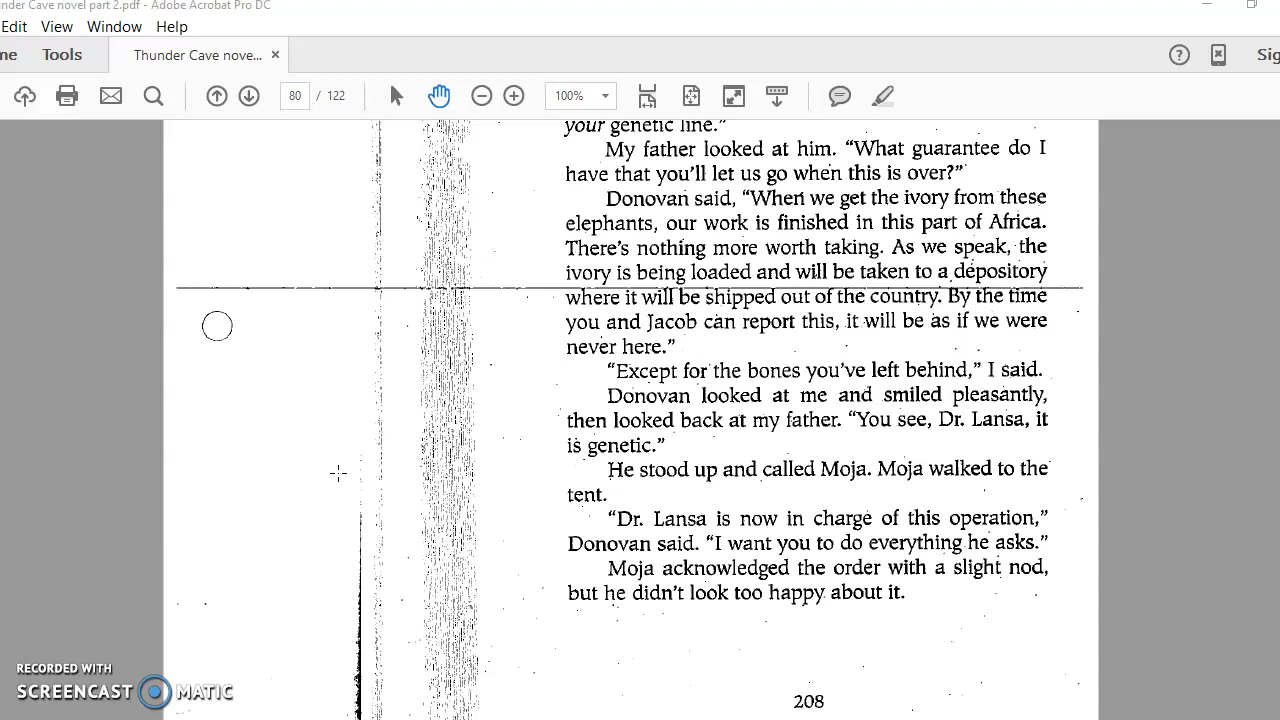 nder Cave novel part 2.pdf - Adobe Acrobat Pro DC
Edit View Window Help
me Tools Thunder Cave nove... × ? Sig
80 / 122 100%
your genetic line."
My father looked at him. “What guarantee do I
have that you’ll let us go when this is over?”
Donovan said, “When we get the ivory from these
elephants, our work is finished in this part of Africa.
There’s nothing more worth taking. As we speak, the
ivory is being loaded and will be taken to a depository
where it will be shipped out of the country. By the time
you and Jacob can report this, it will be as if we were
never here.”
“Except for the bones you’ve left behind,” I said.
Donovan looked at me and smiled pleasantly,
then looked back at my father. “You see, Dr. Lansa, it
is genetic.”
He stood up and called Moja. Moja walked to the
tent.
“Dr. Lansa is now in charge of this operation,”
Donovan said. “I want you to do everything he asks.”
Moja acknowledged the order with a slight nod,
but he didn’t look too happy about it.
208
RECORDED WITH
SCREENCAST MATIC